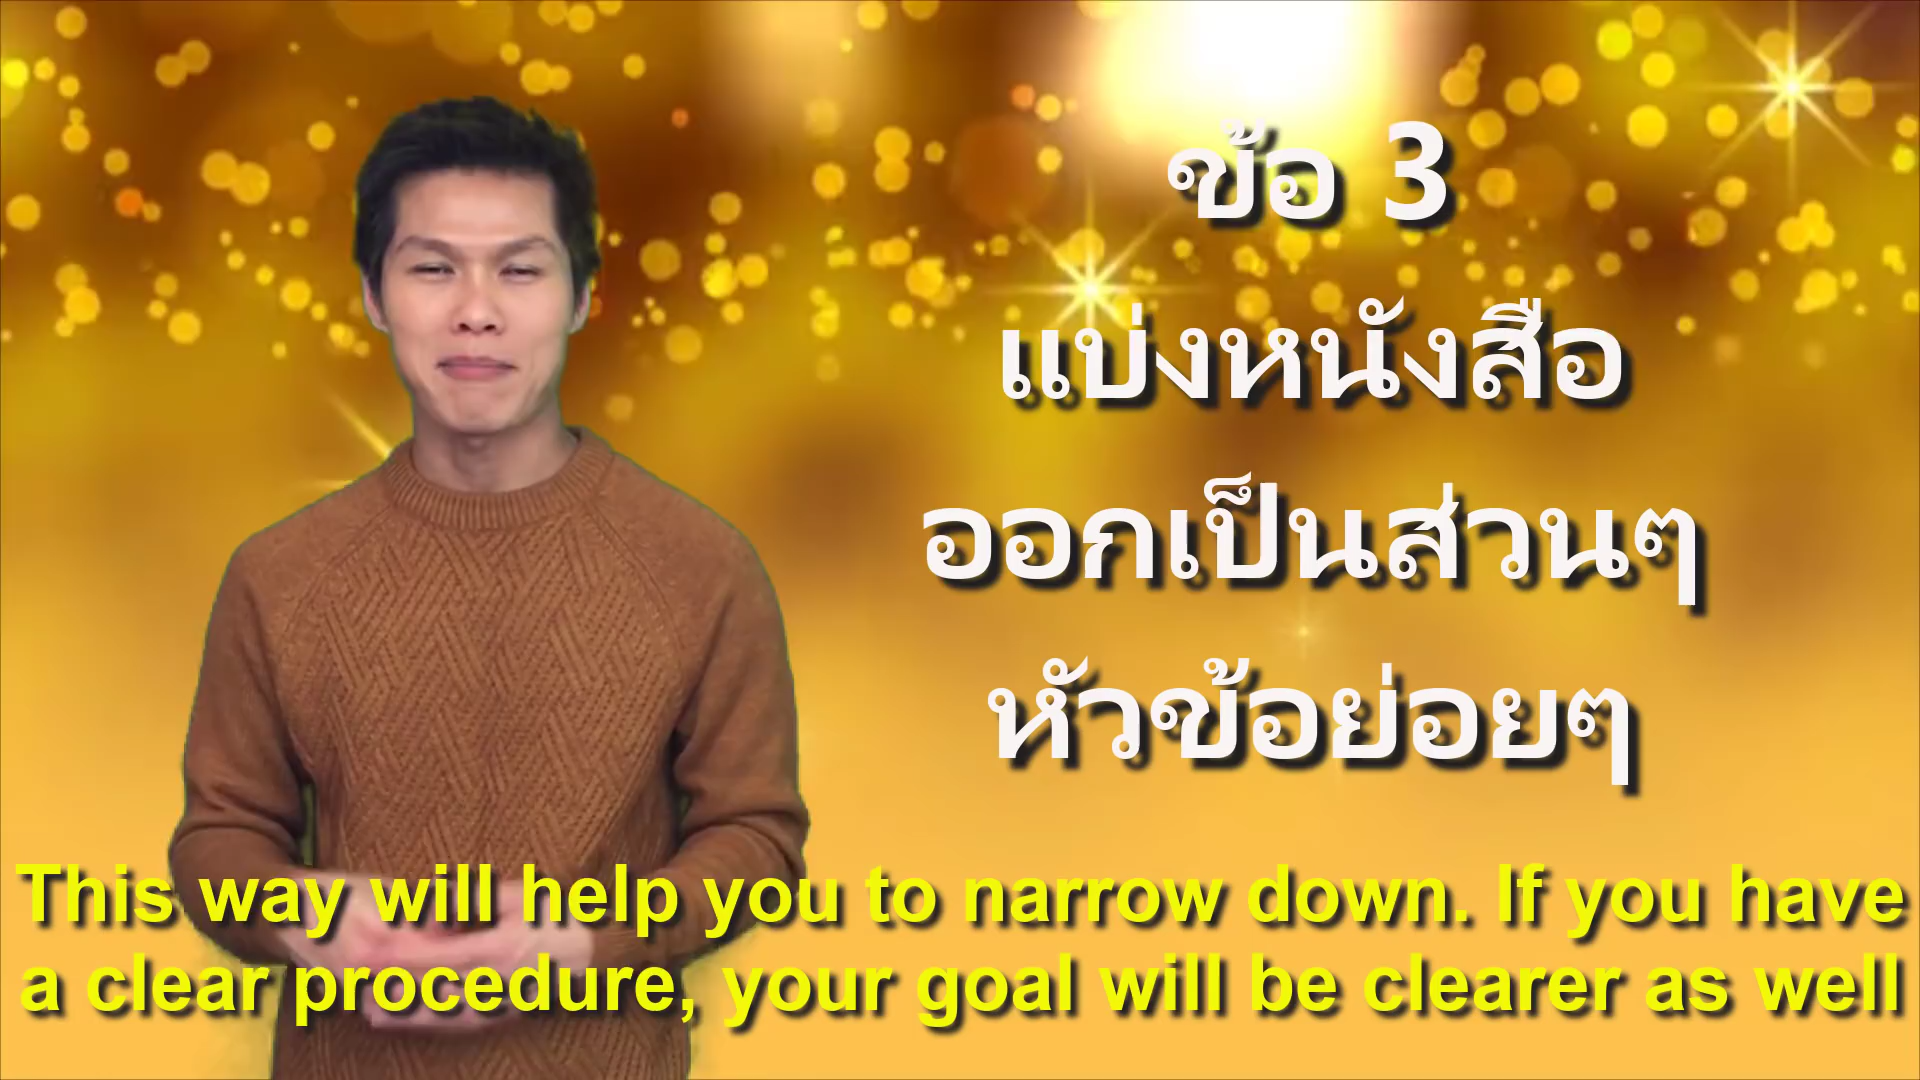 ข้อ 3
แบ่งหนังสือ
ออกเป็นส่วนๆ
หัวข้อย่อยๆ
This way will help you to narrow down. If you have
a clear procedure, your goal will be clearer as well